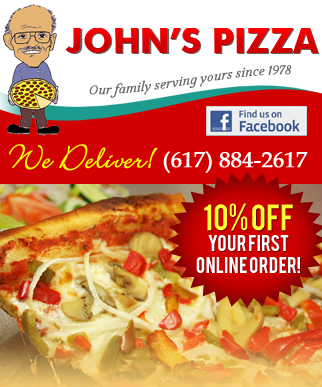 JOHN'S PIZZA
Our family serving yours since 1978
Find us on
Facebook
We Deliver! (617) 884-2617
10% OFF
YOUR FIRST
ONLINE ORDER!